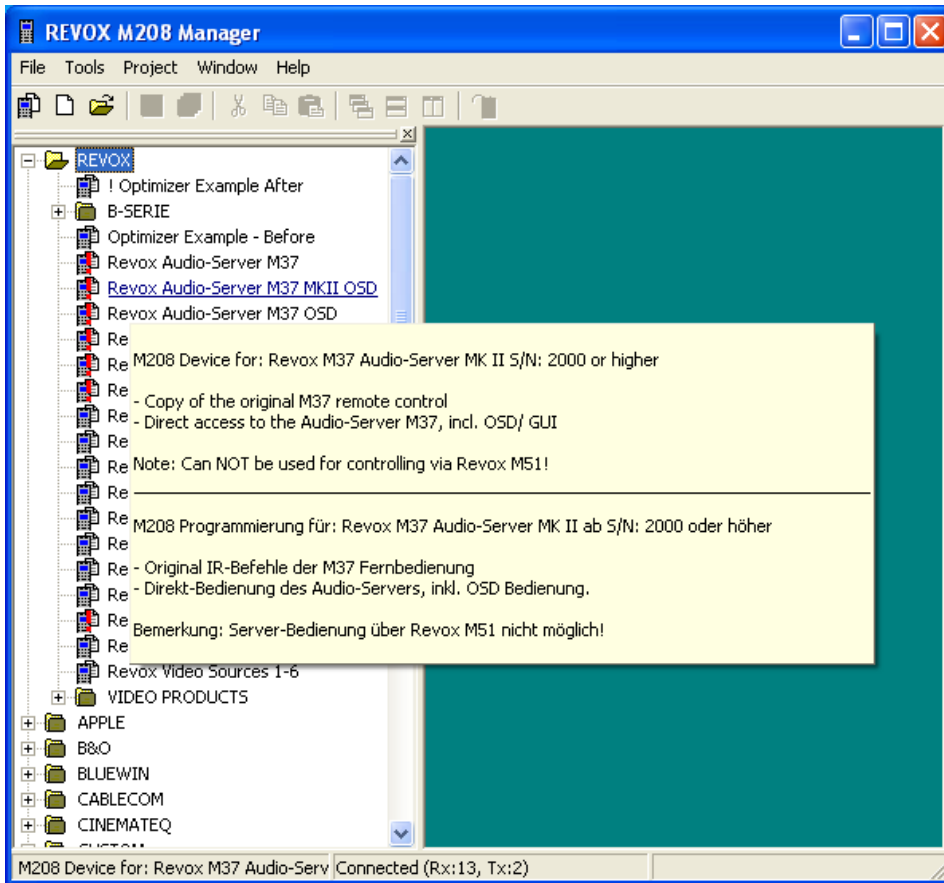 REVOX M208 Manager
File Tools Project Window Help
REVOX
! Optimizer Example After
B-SERIE
Optimizer Example - Before
Revox Audio-Server M37
Revox Audio-Server M37 MKII OSD
Revox Audio-Server M37 OSD
Re
Re
Re
Re
Re
Re
Re
Re
Re
Re
Re
Re
Re
M208 Device for: Revox M37 Audio-Server MK II S/N: 2000 or higher
- Copy of the original M37 remote control
- Direct access to the Audio-Server M37, incl. OSD/ GUI
Note: Can NOT be used for controlling via Revox M51!
M208 Programmierung für: Revox M37 Audio-Server MK II ab S/N: 2000 oder höher
- Original IR-Befehle der M37 Fernbedienung
- Direkt-Bedienung des Audio-Servers, inkl. OSD Bedienung.
Bemerkung: Server-Bedienung über Revox M51 nicht möglich!
Revox Video Sources 1-6
VIDEO PRODUCTS
APPLE
B&O
BLUEWIN
CABLECOM
CINEMATEQ
M208 Device for: Revox M37 Audio-Serv
Connected (Rx:13, Tx:2)